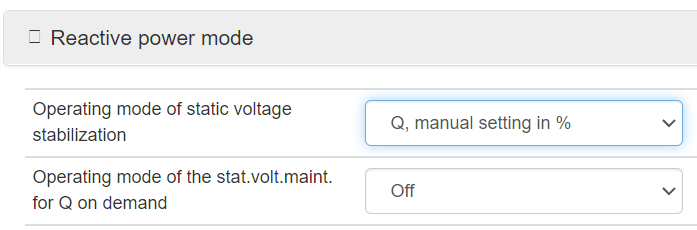 Reactive power mode
Operating mode of static voltage
stabilization
Q, manual setting in %
Operating mode of the stat.volt.maint.
for Q on demand
Off